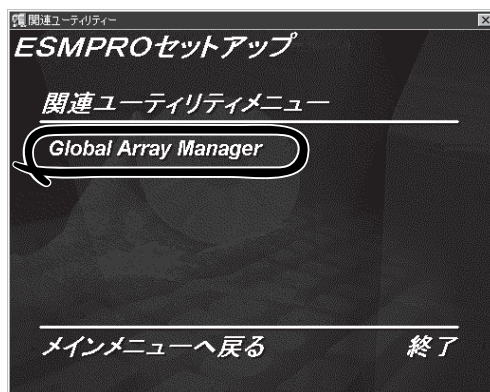 関連ユーティリティー
ESMPROセットアップ
関連ユーティリティメニュー
Global Array Manager
メインメニューへ戻る
終了